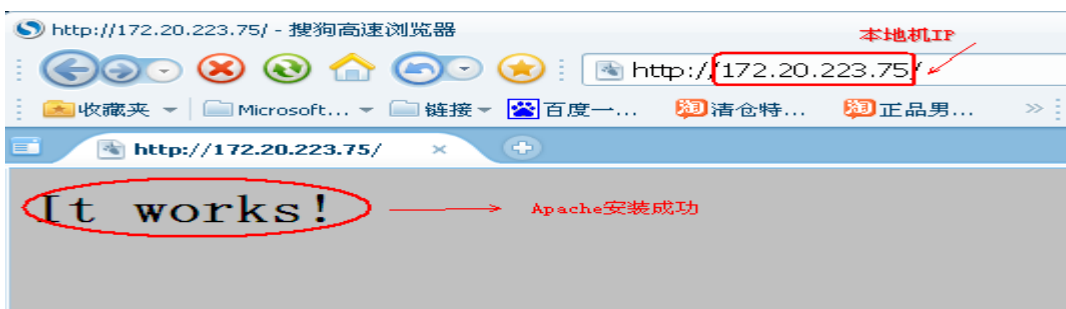 http://172.20.223.75/ - 搜狗高速浏览器
本地机IP
http://172.20.223.75/
收藏夹 Microsoft... 链接 百度一... 淘 清仓特... 淘 正品男... »
http://172.20.223.75/ ×
It works! Apache安装成功